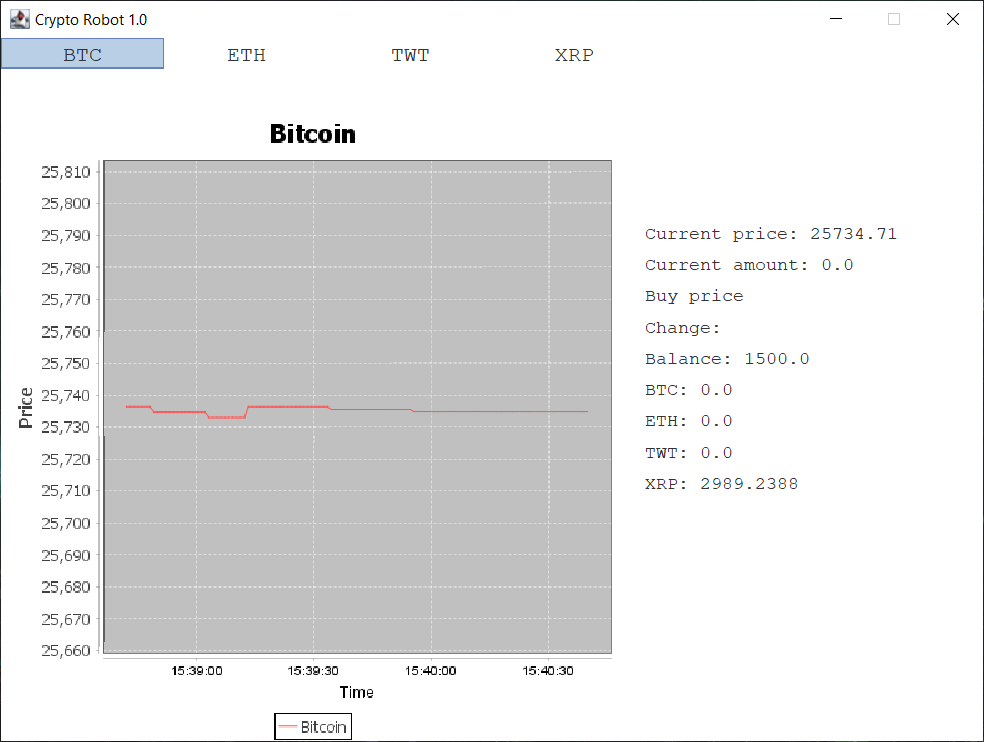 Crypto Robot 1.0
BTC ETH TWT XRP
Bitcoin
25,810
25,800
25,790
25,780
25,770
25,760
25,750
25,740
25,730
25,720
25,710
25,700
25,690
25,680
25,670
25,660
Price
15:39:00 15:39:30 15:40:00 15:40:30
Time
Bitcoin
Current price: 25734.71
Current amount: 0.0
Buy price
Change:
Balance: 1500.0
BTC: 0.0
ETH: 0.0
TWT: 0.0
XRP: 2989.2388